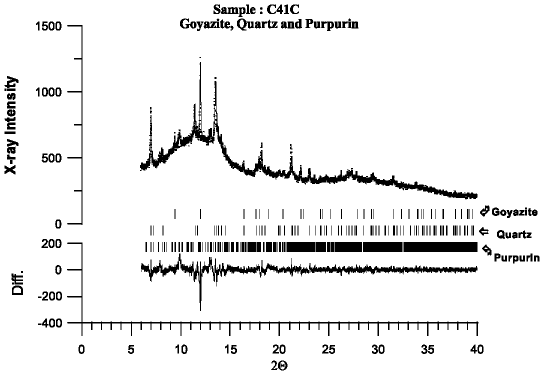 Sample : C41C
Goyazite, Quartz and Purpurin
1500
1000
500
0
X-ray Intensity
Goyazite
Quartz
Purpurin
200
0
-200
-400
Diff.
0 5 10 15 20 25 30 35 40
2Θ